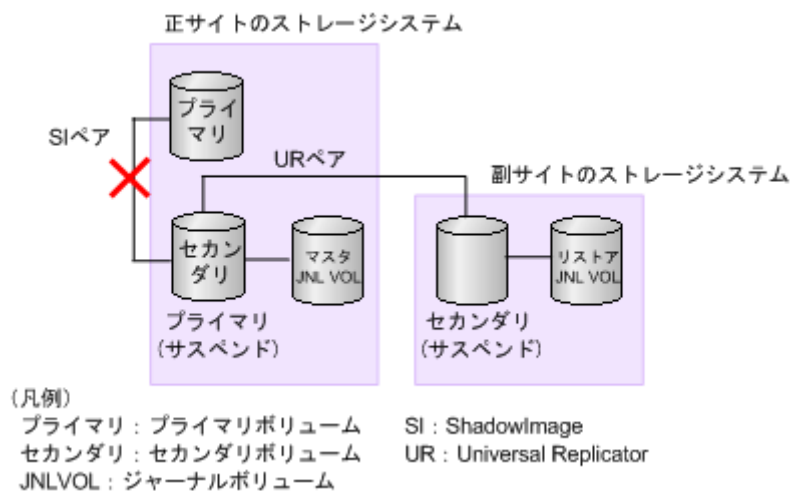 正サイトのストレージシステム
プライ
マリ
SIペア
URペア
副サイトのストレージシステム
セカン
ダリ
マスタ
JNL VOL
リストア
JNL VOL
プライマリ
(サスペンド)
セカンダリ
(サスペンド)
(凡例)
プライマリ:プライマリボリューム
セカンダリ:セカンダリボリューム
JNLVOL:ジャーナルボリューム
SI:ShadowImage
UR:Universal Replicator